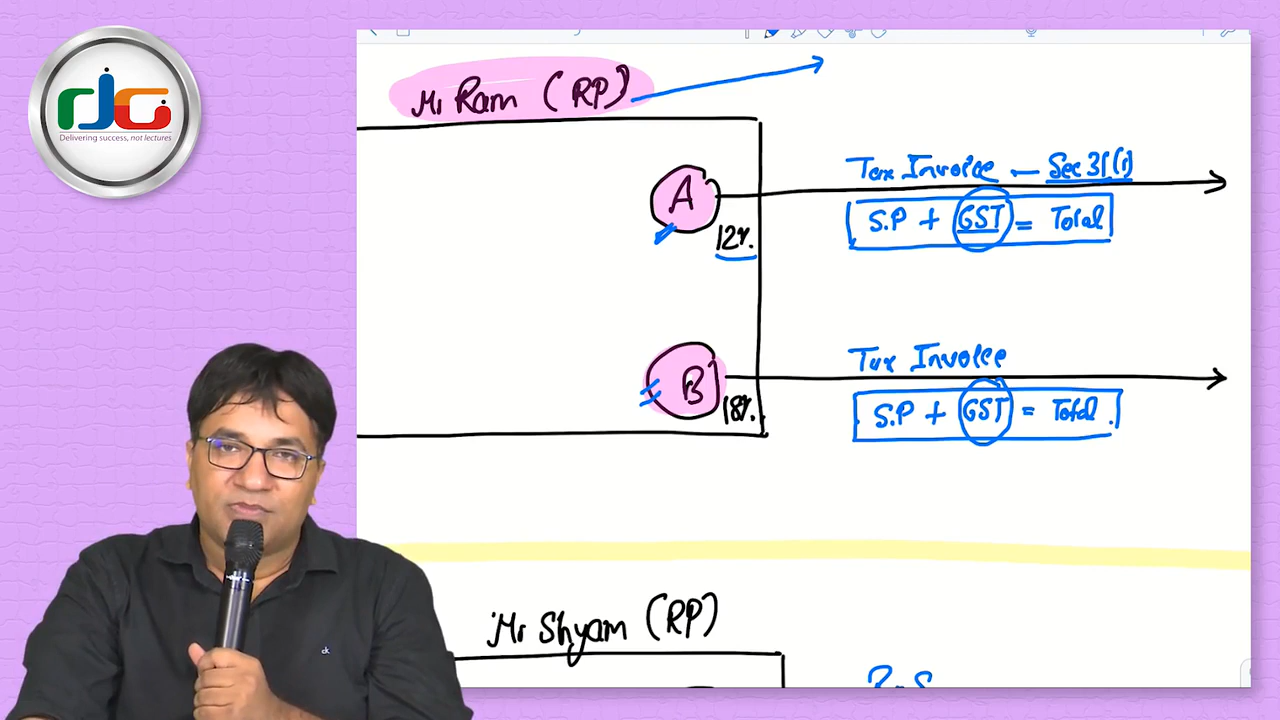 Delivering success, not lectures
Mr Ram (RP)
A
12%.
Tax Invoice - Sec 31(1)
S.P + GST = Total
B
18%.
Tax Invoice
S.P + GST = Total.
Mr Shyam (RP)